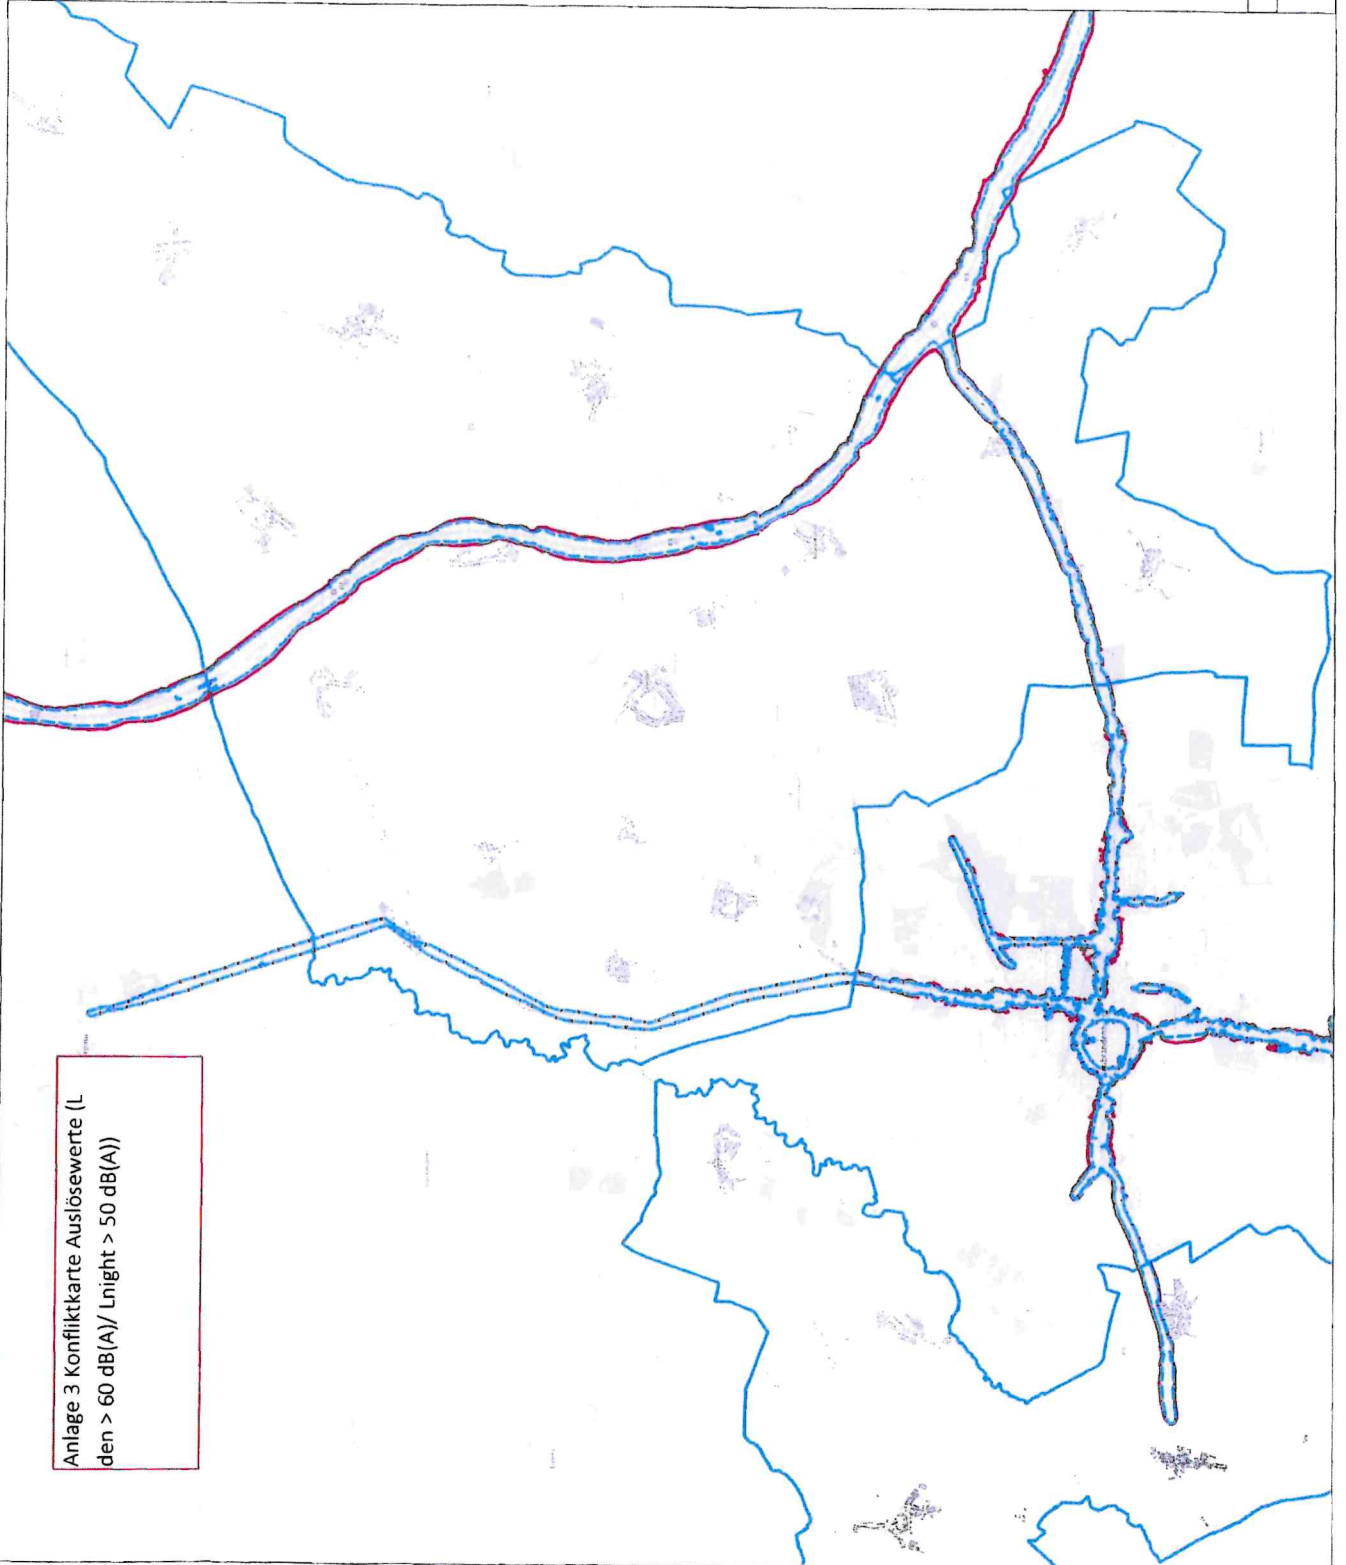 Anlage 3 Konfliktkarte Auslösewerte (L
den > 60 dB(A)/ Lnight > 50 dB(A))